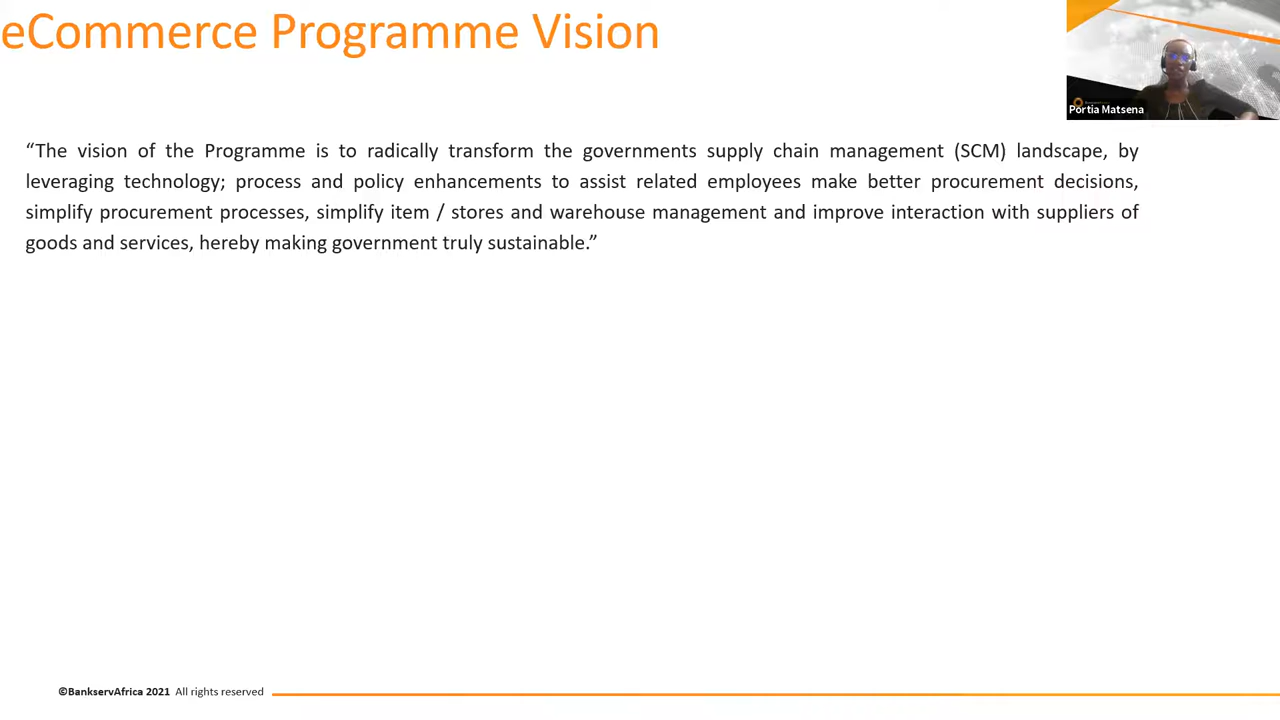 eCommerce Programme Vision
Portia Matsena
“The vision of the Programme is to radically transform the governments supply chain management (SCM) landscape, by
leveraging technology; process and policy enhancements to assist related employees make better procurement decisions,
simplify procurement processes, simplify item / stores and warehouse management and improve interaction with suppliers of
goods and services, hereby making government truly sustainable.”
©BankservAfrica 2021 All rights reserved